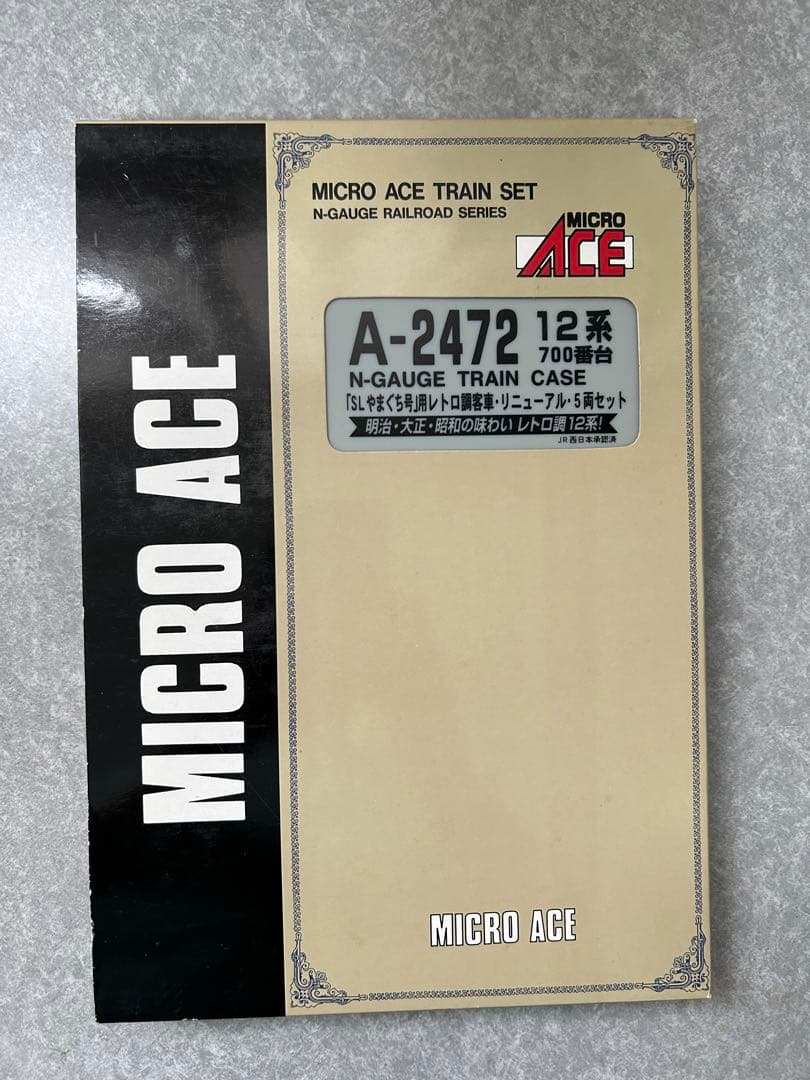 MICRO ACE
MICRO ACE TRAIN SET
N-GAUGE RAILROAD SERIES
MICRO
ACE
A-2472 12系
700番台
N-GAUGE TRAIN CASE
「SLやまぐち号」用レトロ調客車・リニューアル・5両セット
明治・大正・昭和の味わい レトロ調12系!
JR西日本承認済
MICRO ACE